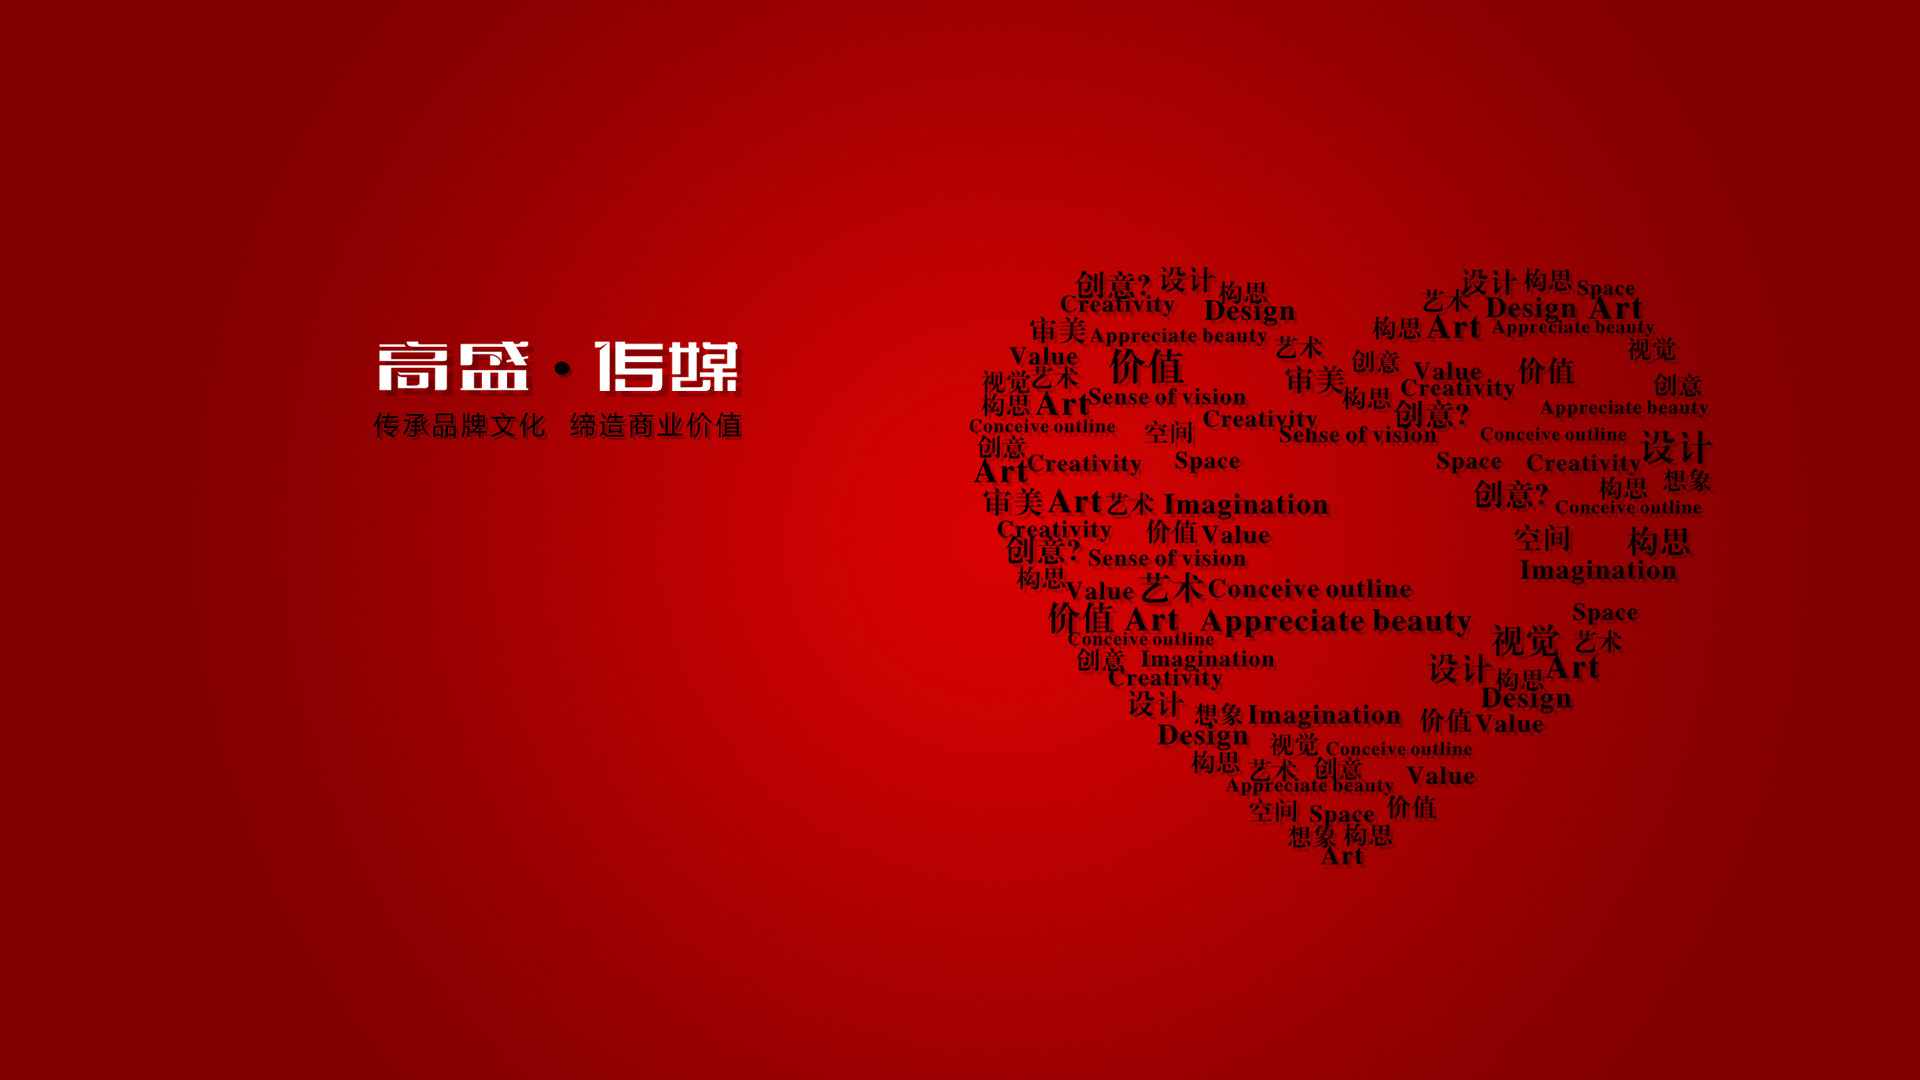 高盛·传媒
传承品牌文化 缔造商业价值
创意? 设计 构思
Creativity Design
审美 Appreciate beauty 艺术
Value 价值
视觉 艺术
构思 Art Sense of vision
Conceive outline 空间 Creativity
创意 Sense of vision
Art Creativity Space
审美 Art 艺术 Imagination
Creativity 价值 Value
创意? Sense of vision
构思 Value 艺术 Conceive outline
价值 Art Appreciate beauty
Conceive outline
创意 Imagination
Creativity
设计 想象 Imagination 价值 Value
Design 视觉 Conceive outline
构思 艺术 创意 Value
Appreciate beauty
空间 Space 价值
想象 构思
Art
设计 构思 Space
艺术 Design Art
构思 Art Appreciate beauty
视觉
创意 Value 价值
审美 构思 Creativity 创意
创意? Appreciate beauty
Conceive outline 设计
Space Creativity
创意? 构思 想象
Conceive outline
空间 构思
Imagination
Space
视觉 艺术
设计 构思 Art
Design